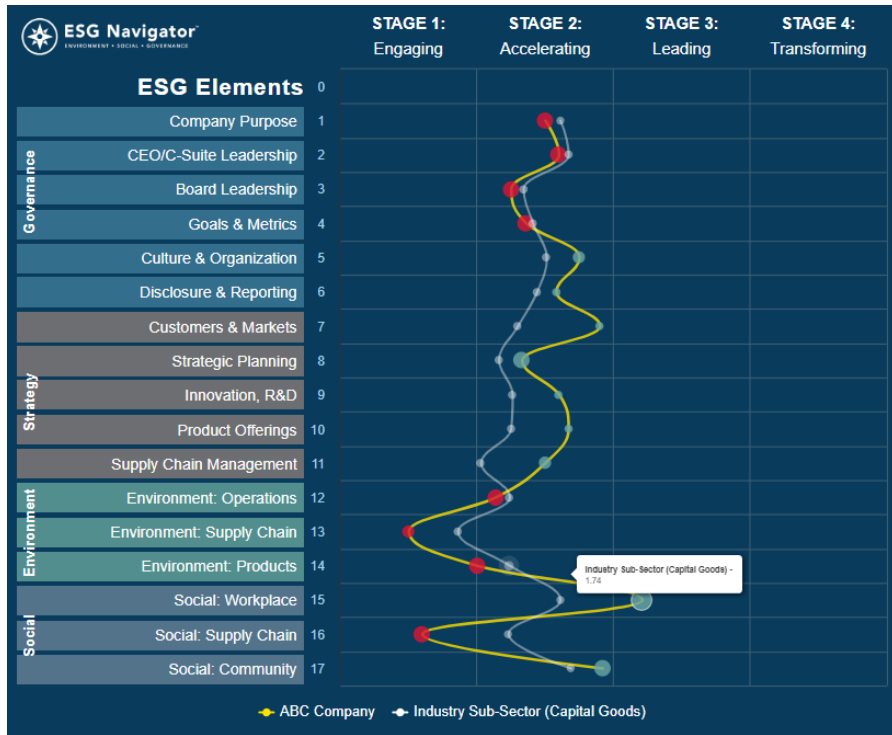 ESG Navigator™
ENVIRONMENT • SOCIAL • GOVERNANCE
STAGE 1:
Engaging
STAGE 2:
Accelerating
STAGE 3:
Leading
STAGE 4:
Transforming
ESG Elements 0
Governance
Company Purpose 1
CEO/C-Suite Leadership 2
Board Leadership 3
Goals & Metrics 4
Culture & Organization 5
Disclosure & Reporting 6
Strategy
Customers & Markets 7
Strategic Planning 8
Innovation, R&D 9
Product Offerings 10
Supply Chain Management 11
Environment
Environment: Operations 12
Environment: Supply Chain 13
Environment: Products 14
Industry Sub-Sector (Capital Goods) -
1.74
Social
Social: Workplace 15
Social: Supply Chain 16
Social: Community 17
ABC Company Industry Sub-Sector (Capital Goods)